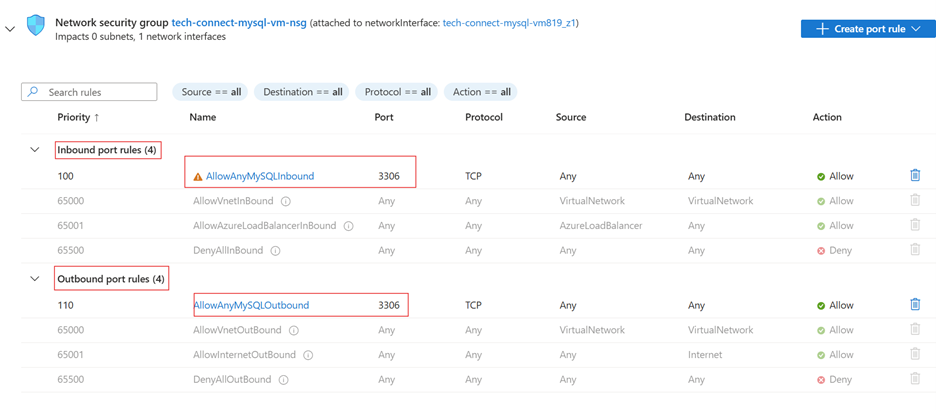 Network security group tech-connect-mysql-vm-nsg (attached to networkInterface: tech-connect-mysql-vm819_z1)
Impacts 0 subnets, 1 network interfaces
Create port rule
Search rules
Source == all Destination == all Protocol == all Action == all
Priority ↑ Name Port Protocol Source Destination Action
Inbound port rules (4)
100 AllowAnyMySQLInbound 3306 TCP Any Any Allow
65000 AllowVnetInBound Any Any VirtualNetwork VirtualNetwork Allow
65001 AllowAzureLoadBalancerInBound Any Any AzureLoadBalancer Any Allow
65500 DenyAllInBound Any Any Any Any Deny
Outbound port rules (4)
110 AllowAnyMySQLOutbound 3306 TCP Any Any Allow
65000 AllowVnetOutBound Any Any VirtualNetwork VirtualNetwork Allow
65001 AllowInternetOutBound Any Any Any Internet Allow
65500 DenyAllOutBound Any Any Any Any Deny